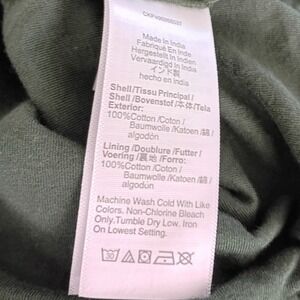 Made in India
Fabriqué En Inde
Hergestellt in Indien
Vervaardigd in India
インド製
hecho en India
Shell/Tissu Principal/
Shell/Bovenstof/本体/Tela
Exterior:
100%Cotton/Coton/
Baumwolle/Katoen/綿/
algodón
Lining/Doublure/Futter/
Voering/裏地/Forro:
100%Cotton/Coton/
Baumwolle/Katoen/綿/
algodón
Machine Wash Cold With Like
Colors. Non-Chlorine Bleach
Only.Tumble Dry Low. Iron
On Lowest Setting.